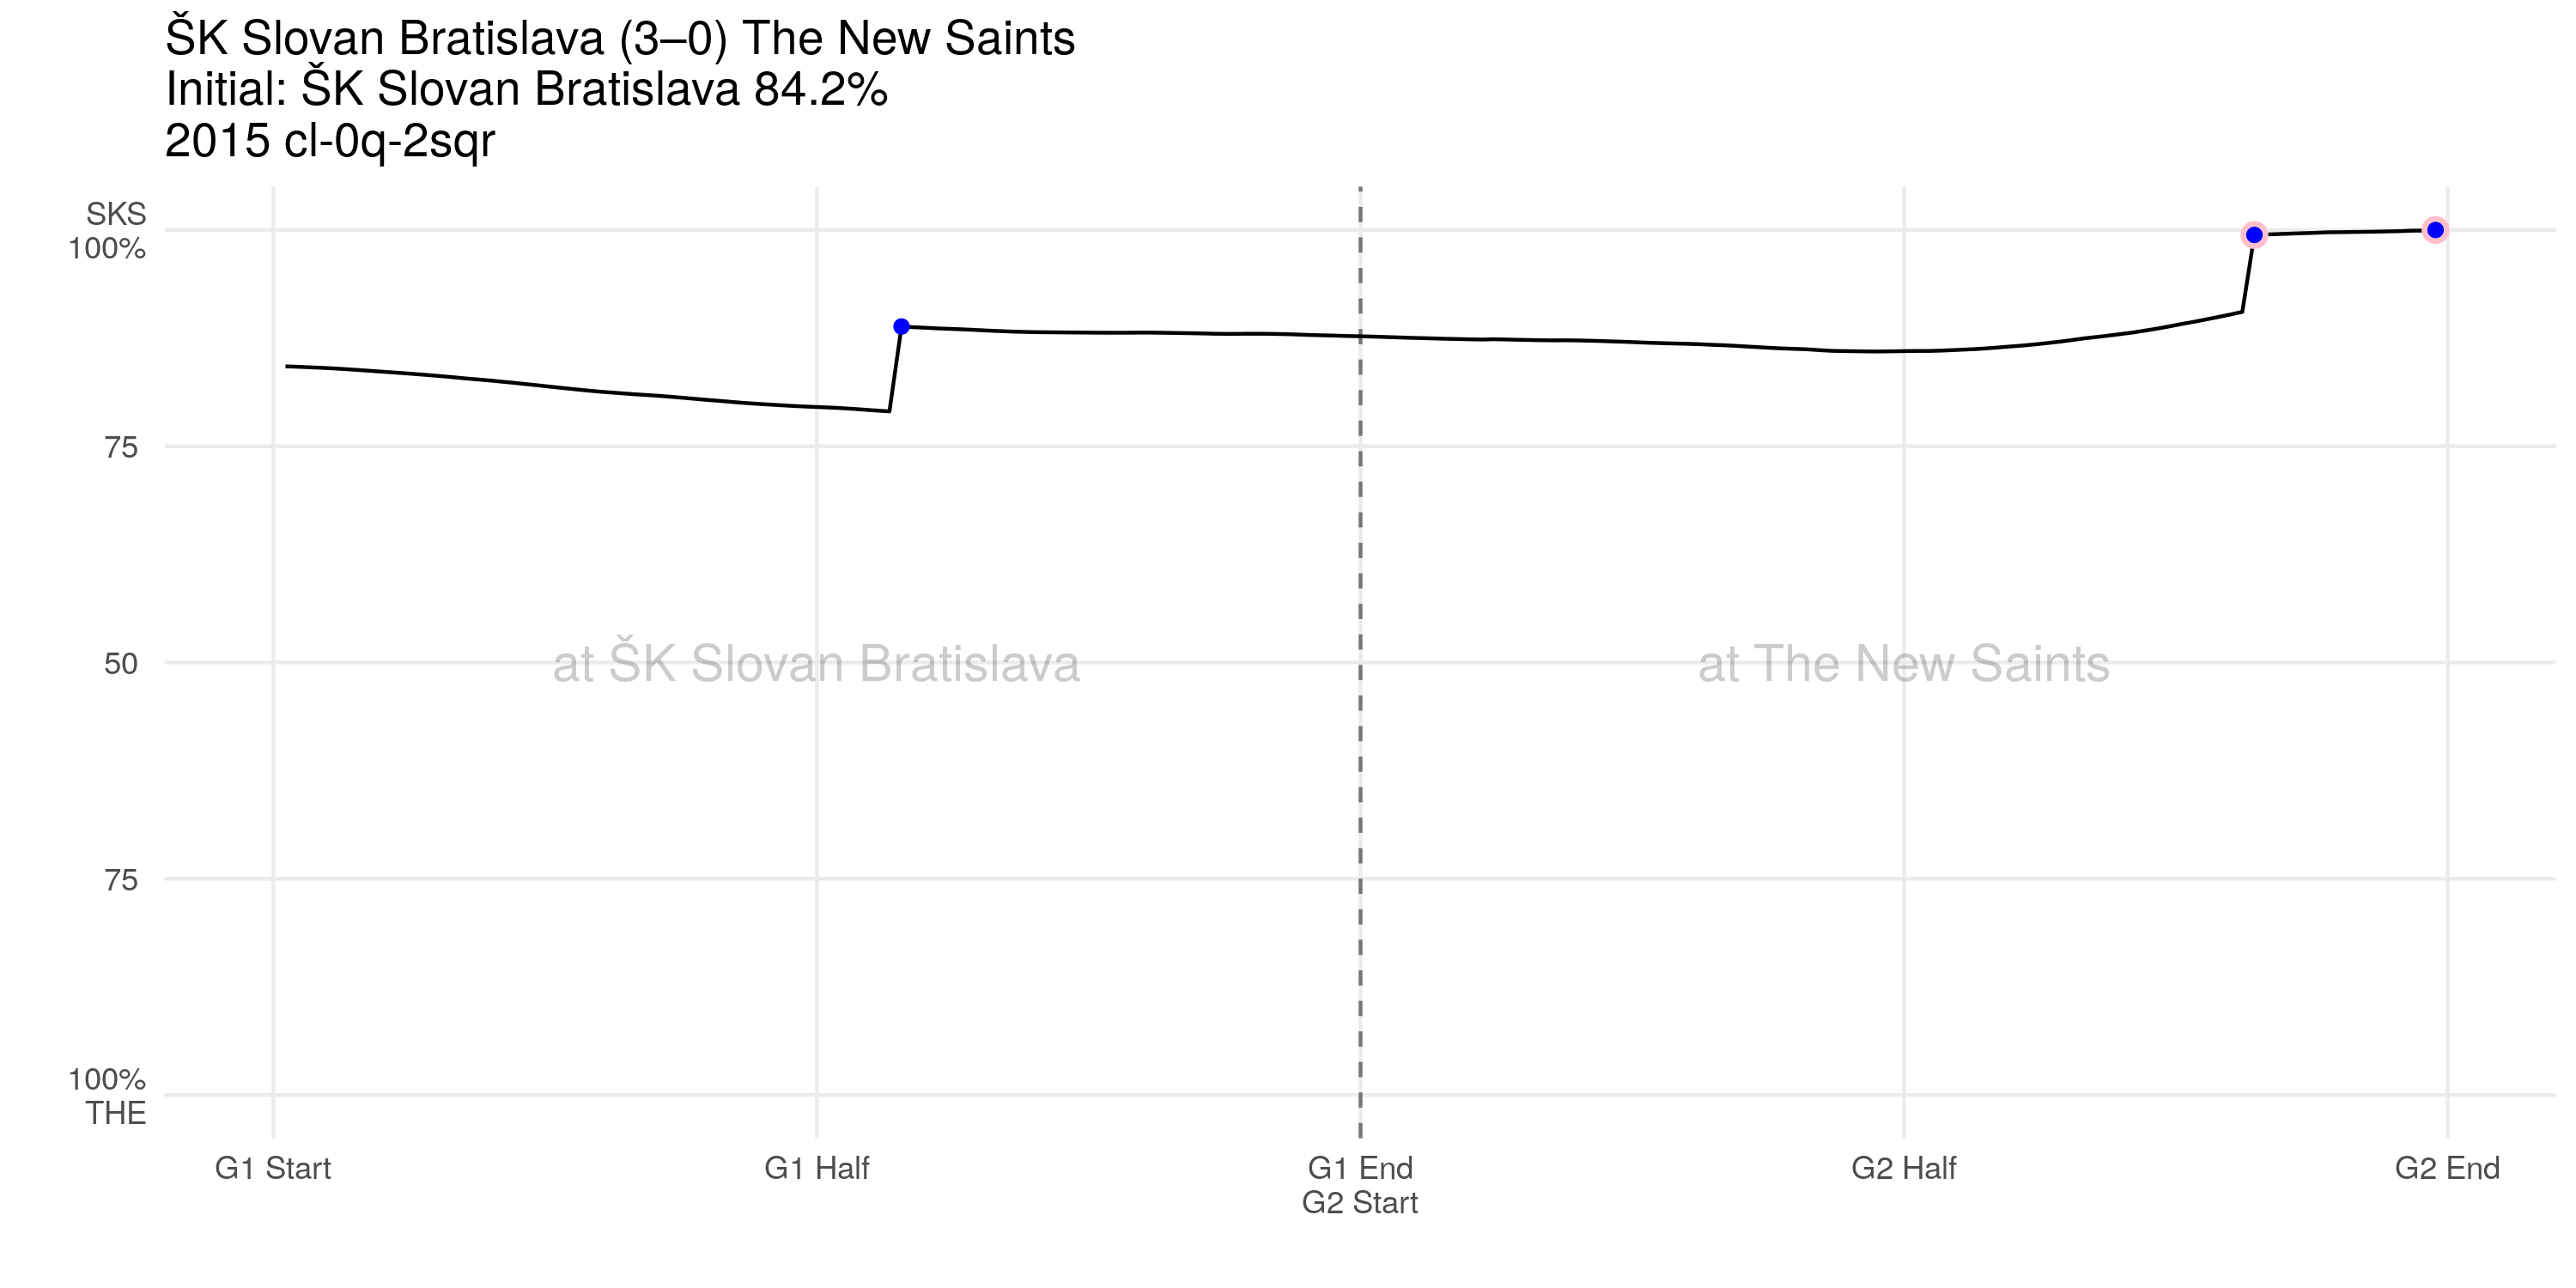 ŠK Slovan Bratislava (3–0) The New Saints
Initial: ŠK Slovan Bratislava 84.2%
2015 cl-0q-2sqr
SKS
100%
75
50
75
100%
THE
at ŠK Slovan Bratislava
at The New Saints
G1 Start
G1 Half
G1 End
G2 Start
G2 Half
G2 End